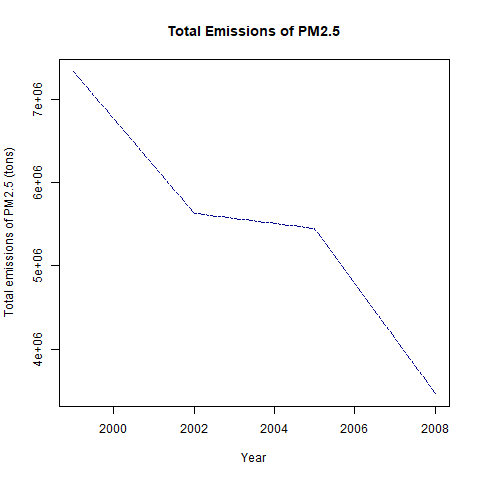 Total Emissions of PM2.5
Total emissions of PM2.5 (tons)
7e+06
6e+06
5e+06
4e+06
2000
2002
2004
2006
2008
Year